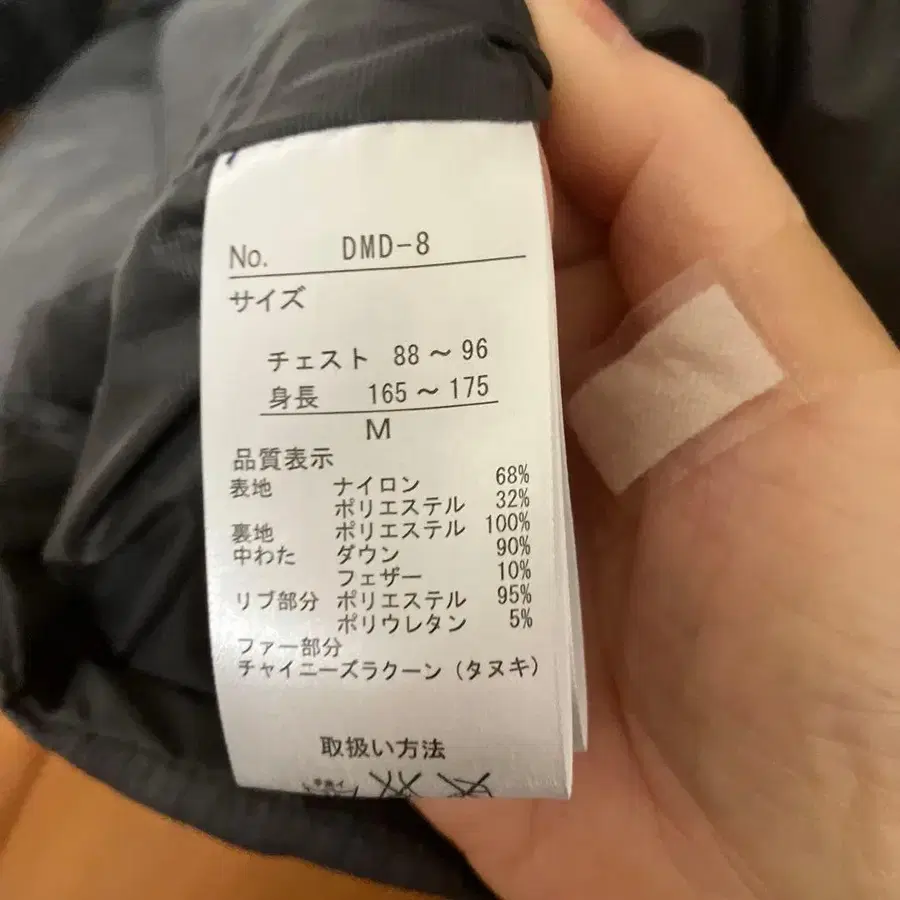 No. DMD-8
サイズ
チェスト 88～96
身長 165～175
M
品質表示
表地 ナイロン 68%
ポリエステル 32%
裏地 ポリエステル 100%
中わた ダウン 90%
フェザー 10%
リブ部分 ポリエステル 95%
ポリウレタン 5%
ファー部分
チャイニーズラクーン（タヌキ）
取扱い方法